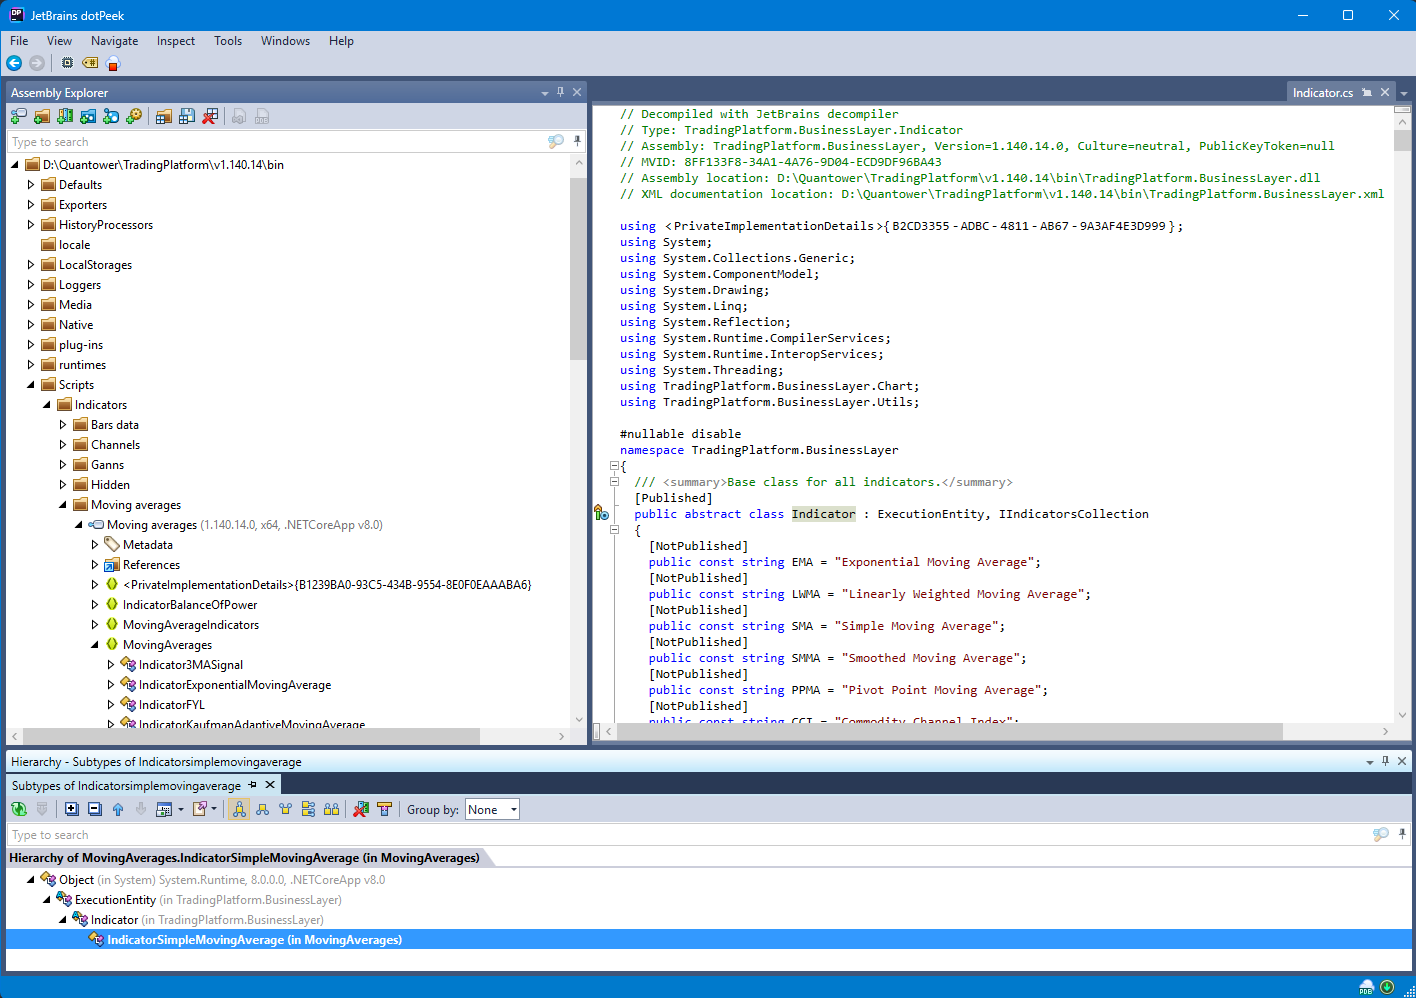 JetBrains dotPeek
File View Navigate Inspect Tools Windows Help
Assembly Explorer
Type to search
D:\Quantower\TradingPlatform\v1.140.14\bin
Defaults
Exporters
HistoryProcessors
locale
LocalStorages
Loggers
Media
Native
plug-ins
runtimes
Scripts
Indicators
Bars data
Channels
Ganns
Hidden
Moving averages
Moving averages (1.140.14.0, x64, .NETCoreApp v8.0)
Metadata
References
<PrivateImplementationDetails>{B1239BA0-93C5-434B-9554-8E0F0EAAABA6}
IndicatorBalanceOfPower
MovingAverageIndicators
MovingAverages
Indicator3MASignal
IndicatorExponentialMovingAverage
IndicatorFYL
IndicatorKaufmanAdaptiveMovingAverage
Indicator.cs
// Decompiled with JetBrains decompiler
// Type: TradingPlatform.BusinessLayer.Indicator
// Assembly: TradingPlatform.BusinessLayer, Version=1.140.14.0, Culture=neutral, PublicKeyToken=null
// MVID: 8FF133F8-34A1-4A76-9D04-ECD9DF96BA43
// Assembly location: D:\Quantower\TradingPlatform\v1.140.14\bin\TradingPlatform.BusinessLayer.dll
// XML documentation location: D:\Quantower\TradingPlatform\v1.140.14\bin\TradingPlatform.BusinessLayer.xml
using <PrivateImplementationDetails>{B2CD3355-ADBC-4811-AB67-9A3AF4E3D999};
using System;
using System.Collections.Generic;
using System.ComponentModel;
using System.Drawing;
using System.Linq;
using System.Reflection;
using System.Runtime.CompilerServices;
using System.Runtime.InteropServices;
using System.Threading;
using TradingPlatform.BusinessLayer.Chart;
using TradingPlatform.BusinessLayer.Utils;
#nullable disable
namespace TradingPlatform.BusinessLayer
{
/// <summary>Base class for all indicators.</summary>
[Published]
public abstract class Indicator : ExecutionEntity, IIndicatorsCollection
{
[NotPublished]
public const string EMA = "Exponential Moving Average";
[NotPublished]
public const string LWMA = "Linearly Weighted Moving Average";
[NotPublished]
public const string SMA = "Simple Moving Average";
[NotPublished]
public const string SMMA = "Smoothed Moving Average";
[NotPublished]
public const string PPMA = "Pivot Point Moving Average";
[NotPublished]
public const string CCI = "Commodity Channel Index";
Hierarchy - Subtypes of Indicatorsimplemovingaverage
Subtypes of Indicatorsimplemovingaverage
Group by: None
Type to search
Hierarchy of MovingAverages.IndicatorSimpleMovingAverage (in MovingAverages)
Object (in System) System.Runtime, 8.0.0.0, .NETCoreApp v8.0
ExecutionEntity (in TradingPlatform.BusinessLayer)
Indicator (in TradingPlatform.BusinessLayer)
IndicatorSimpleMovingAverage (in MovingAverages)
PDB